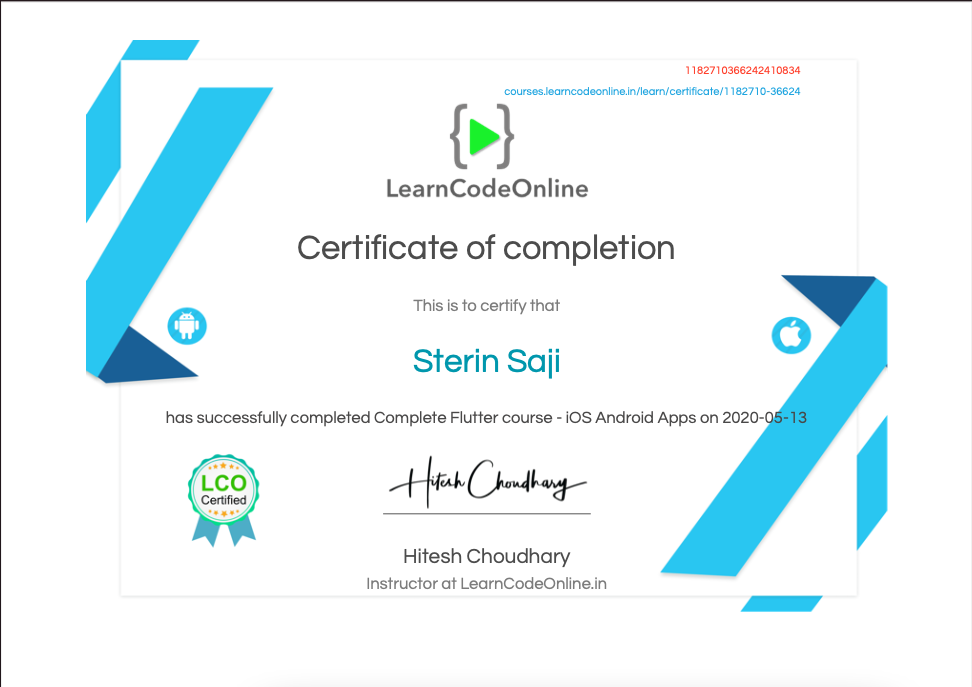 1182710366242410834
courses.learncodeonline.in/learn/certificate/1182710-36624
{ }
LearnCodeOnline
Certificate of completion
This is to certify that
Sterin Saji
has successfully completed Complete Flutter course - iOS Android Apps on 2020-05-13
LCO
Certified
Hitesh Choudhary
Hitesh Choudhary
Instructor at LearnCodeOnline.in